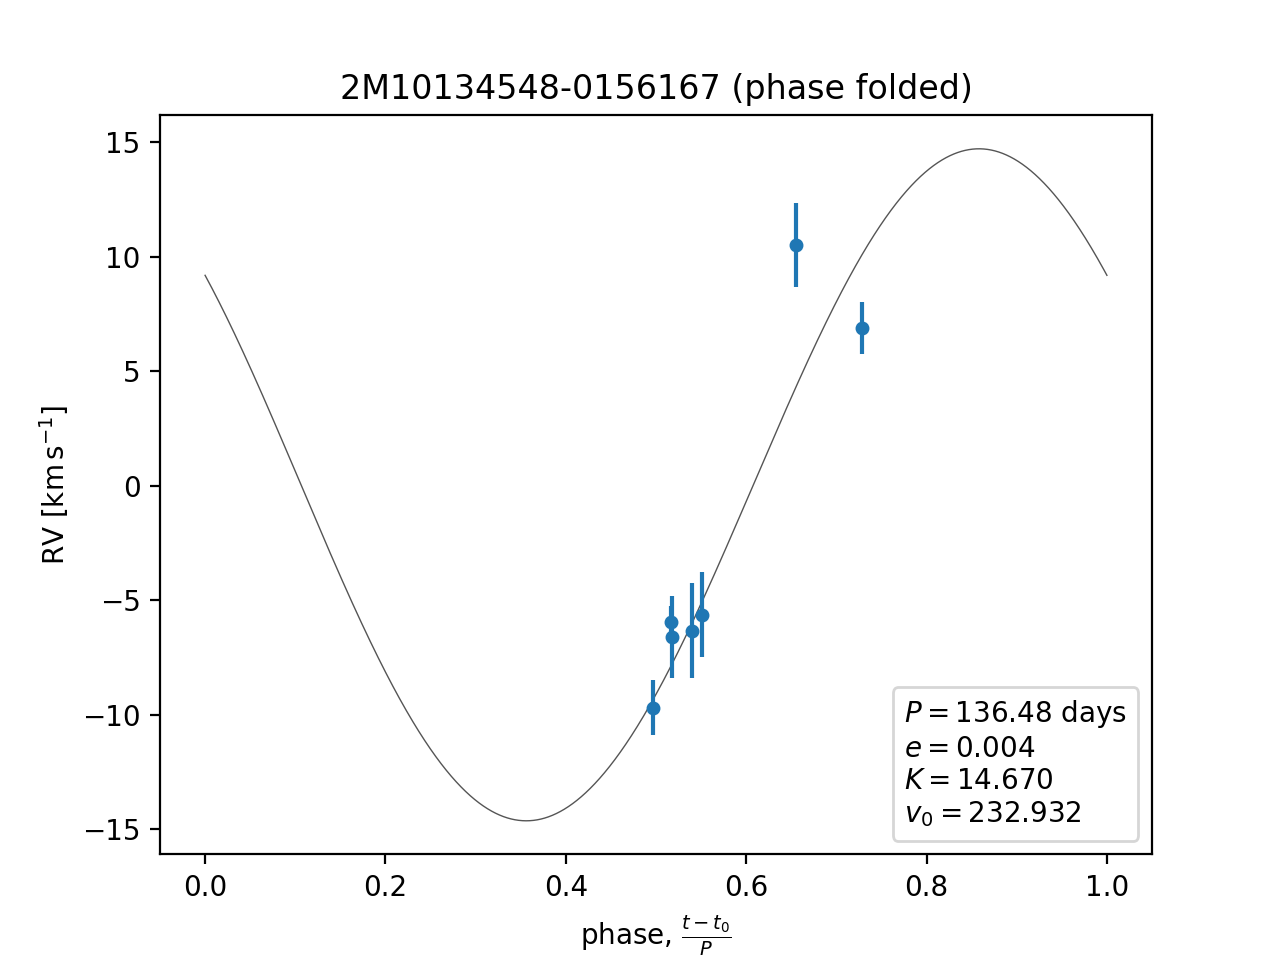 2M10134548-0156167 (phase folded)
RV [km s⁻¹]
15
10
5
0
−5
−10
−15
P = 136.48 days
e = 0.004
K = 14.670
v₀ = 232.932
0.0 0.2 0.4 0.6 0.8 1.0
phase, (t − t₀)/P